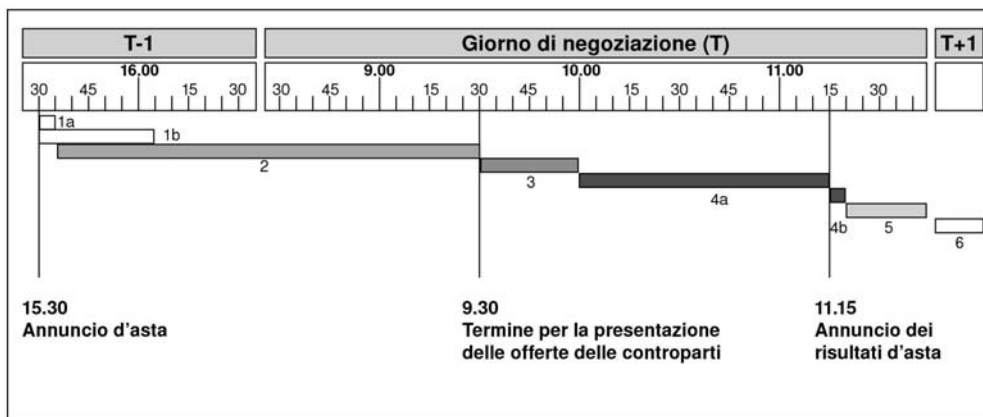 T-1 Giorno di negoziazione (T) T+1
16.00 9.00 10.00 11.00
30 45 15 30 30 45 15 30 45 15 30 45 15 30
1a
1b
2
3
4a
4b
5
6
15.30
Annuncio d’asta
9.30
Termine per la presentazione
delle offerte delle controparti
11.15
Annuncio dei
risultati d’asta